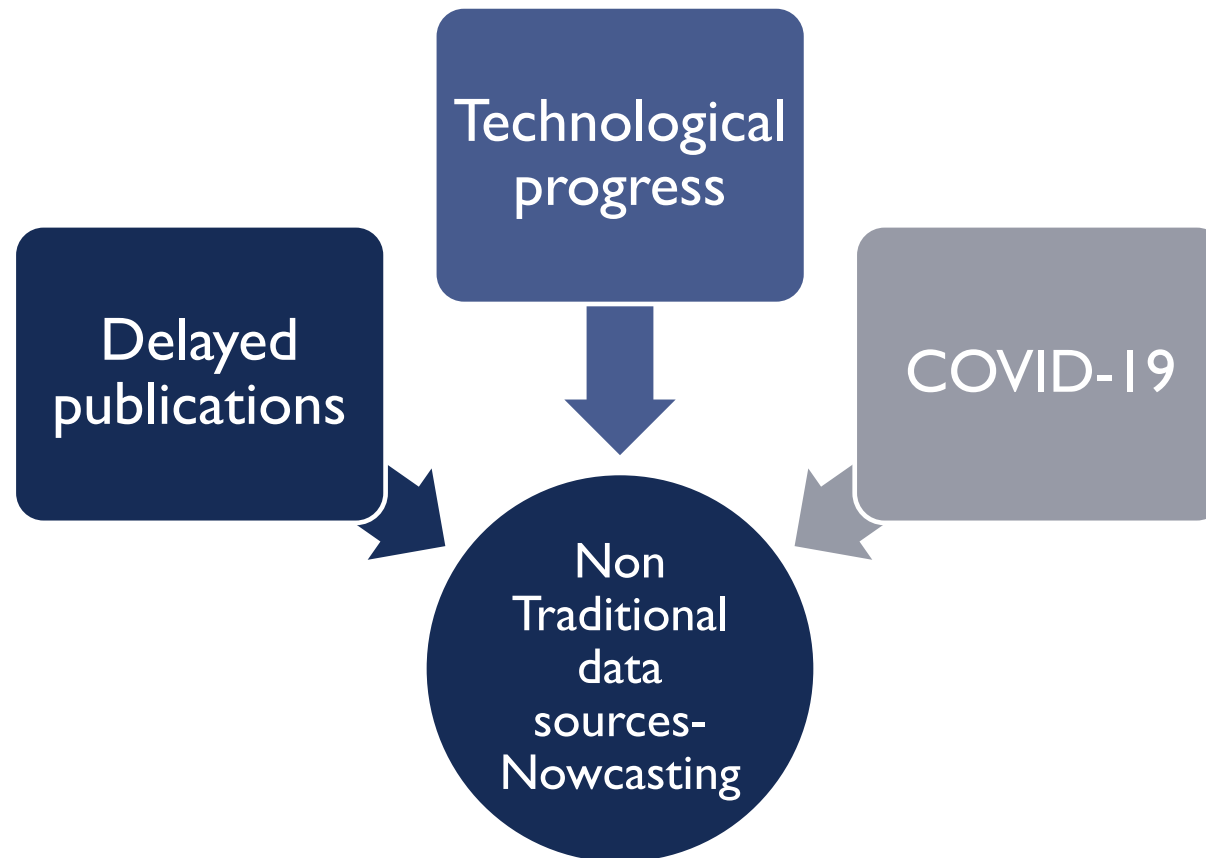 Technological
progress
Delayed
publications
COVID-19
Non
Traditional
data
sources-
Nowcasting